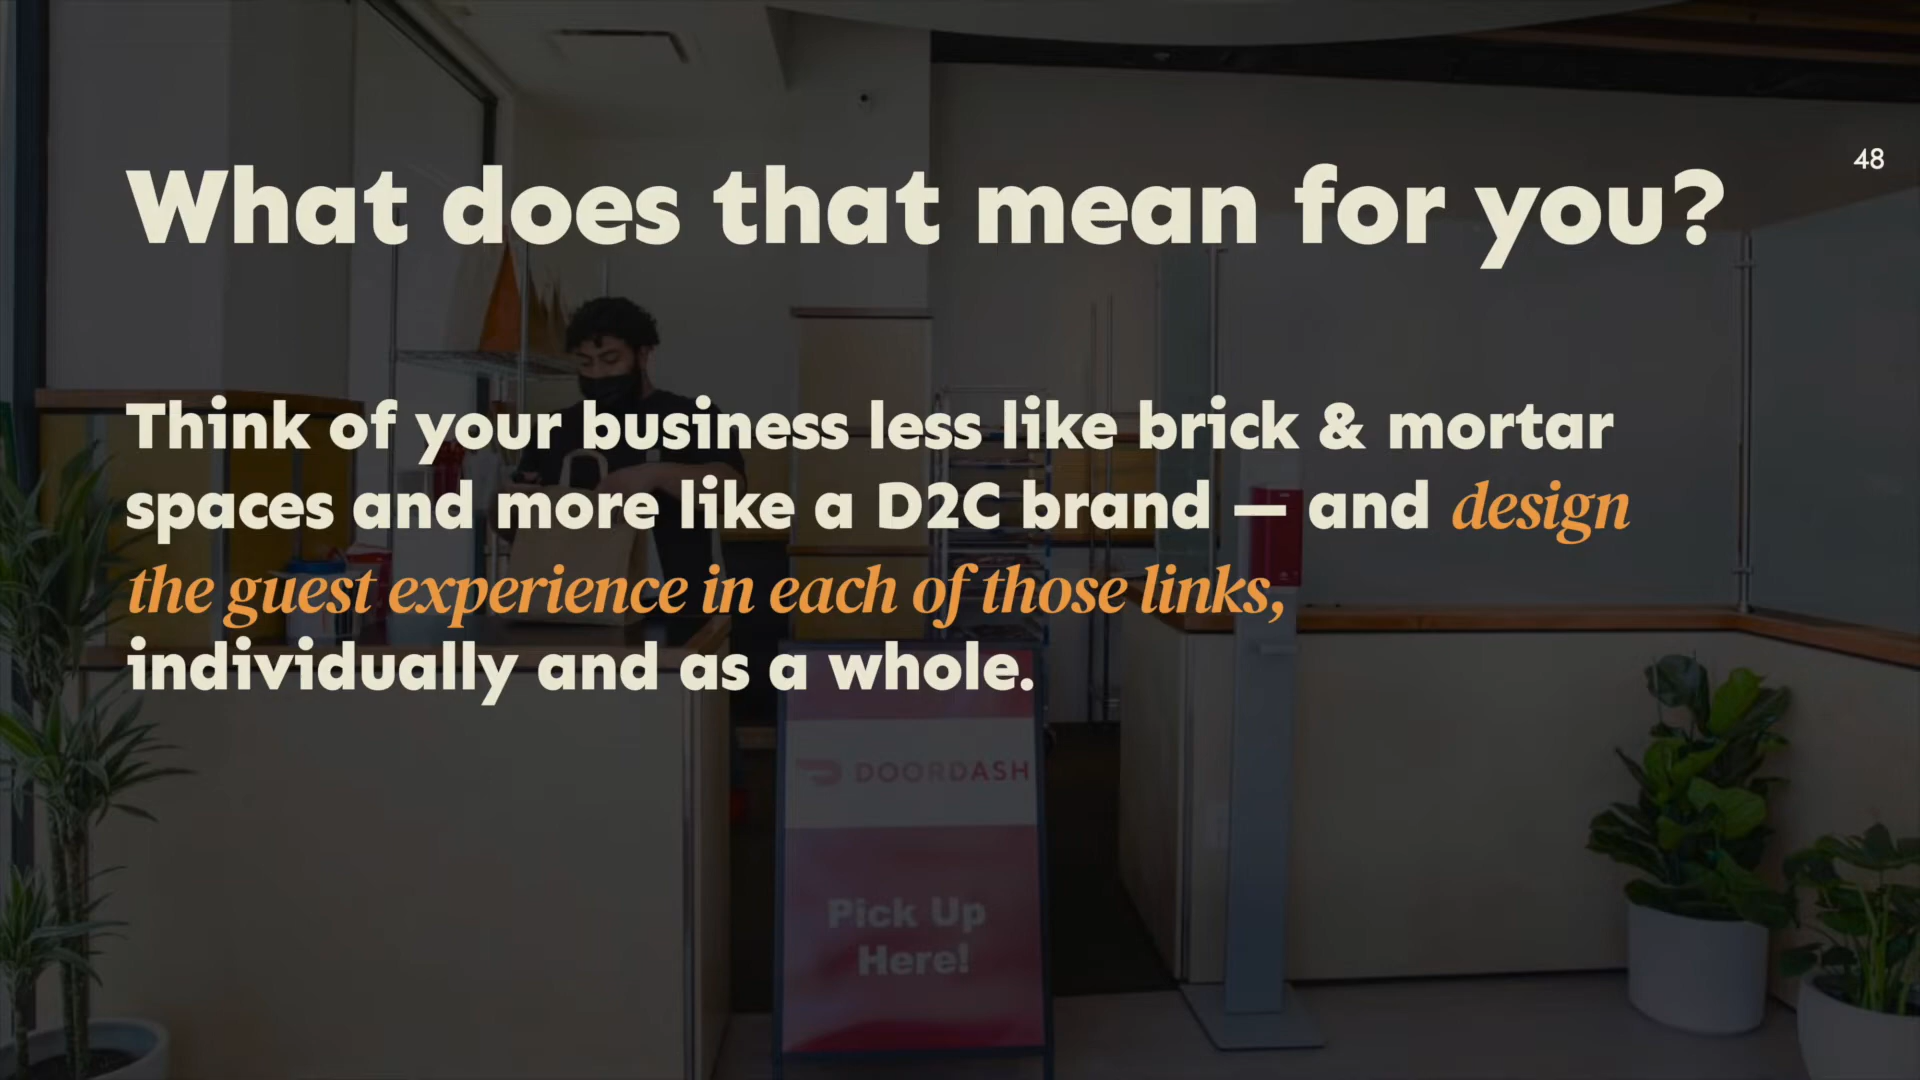 48
What does that mean for you?
Think of your business less like brick & mortar
spaces and more like a D2C brand — and design
the guest experience in each of those links,
individually and as a whole.
DOORDASH
Pick Up
Here!